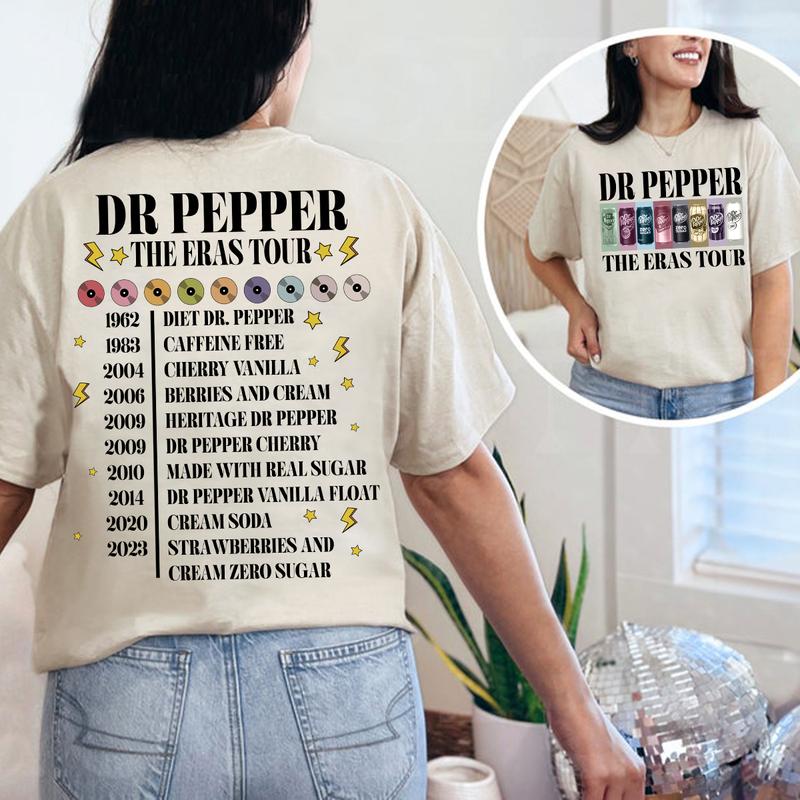 DR PEPPER
THE ERAS TOUR
1962 DIET DR. PEPPER
1983 CAFFEINE FREE
2004 CHERRY VANILLA
2006 BERRIES AND CREAM
2009 HERITAGE DR PEPPER
2009 DR PEPPER CHERRY
2010 MADE WITH REAL SUGAR
2014 DR PEPPER VANILLA FLOAT
2020 CREAM SODA
2023 STRAWBERRIES AND
CREAM ZERO SUGAR
DR PEPPER
THE ERAS TOUR